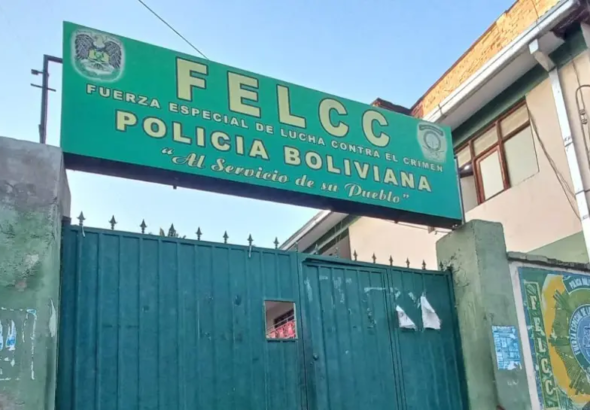 FELCC
FUERZA ESPECIAL DE LUCHA CONTRA EL CRIMEN
POLICIA BOLIVIANA
"Al Servicio de su Pueblo"
FELCC